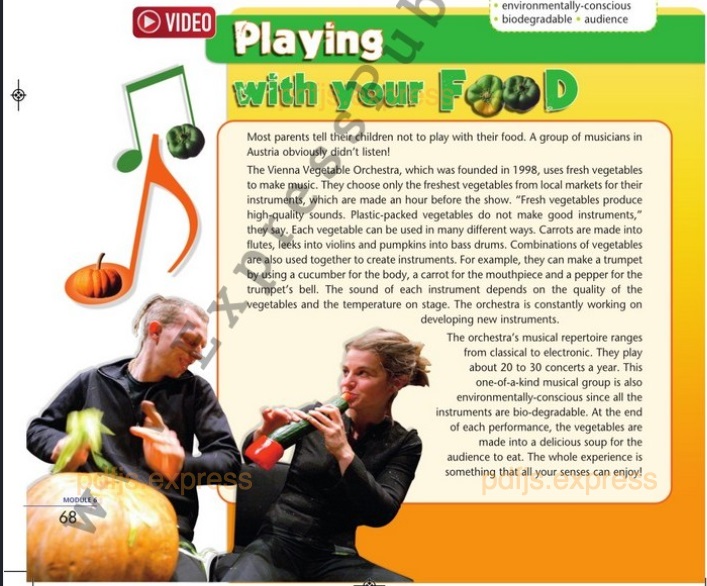 • environmentally-conscious
• biodegradable • audience
VIDEO
Playing
with your FOOD
Most parents tell their children not to play with their food. A group of musicians in
Austria obviously didn't listen!
The Vienna Vegetable Orchestra, which was founded in 1998, uses fresh vegetables
to make music. They choose only the freshest vegetables from local markets for their
instruments, which are made an hour before the show. "Fresh vegetables produce
high-quality sounds. Plastic-packed vegetables do not make good instruments,"
they say. Each vegetable can be used in many different ways. Carrots are made into
flutes, leeks into violins and pumpkins into bass drums. Combinations of vegetables
are also used together to create instruments. For example, they can make a trumpet
by using a cucumber for the body, a carrot for the mouthpiece and a pepper for the
trumpet's bell. The sound of each instrument depends on the quality of the
vegetables and the temperature on stage. The orchestra is constantly working on
developing new instruments.
The orchestra's musical repertoire ranges
from classical to electronic. They play
about 20 to 30 concerts a year. This
one-of-a-kind musical group is also
environmentally-conscious since all the
instruments are bio-degradable. At the end
of each performance, the vegetables are
made into a delicious soup for the
audience to eat. The whole experience is
something that all your senses can enjoy!
MODULE 6
68